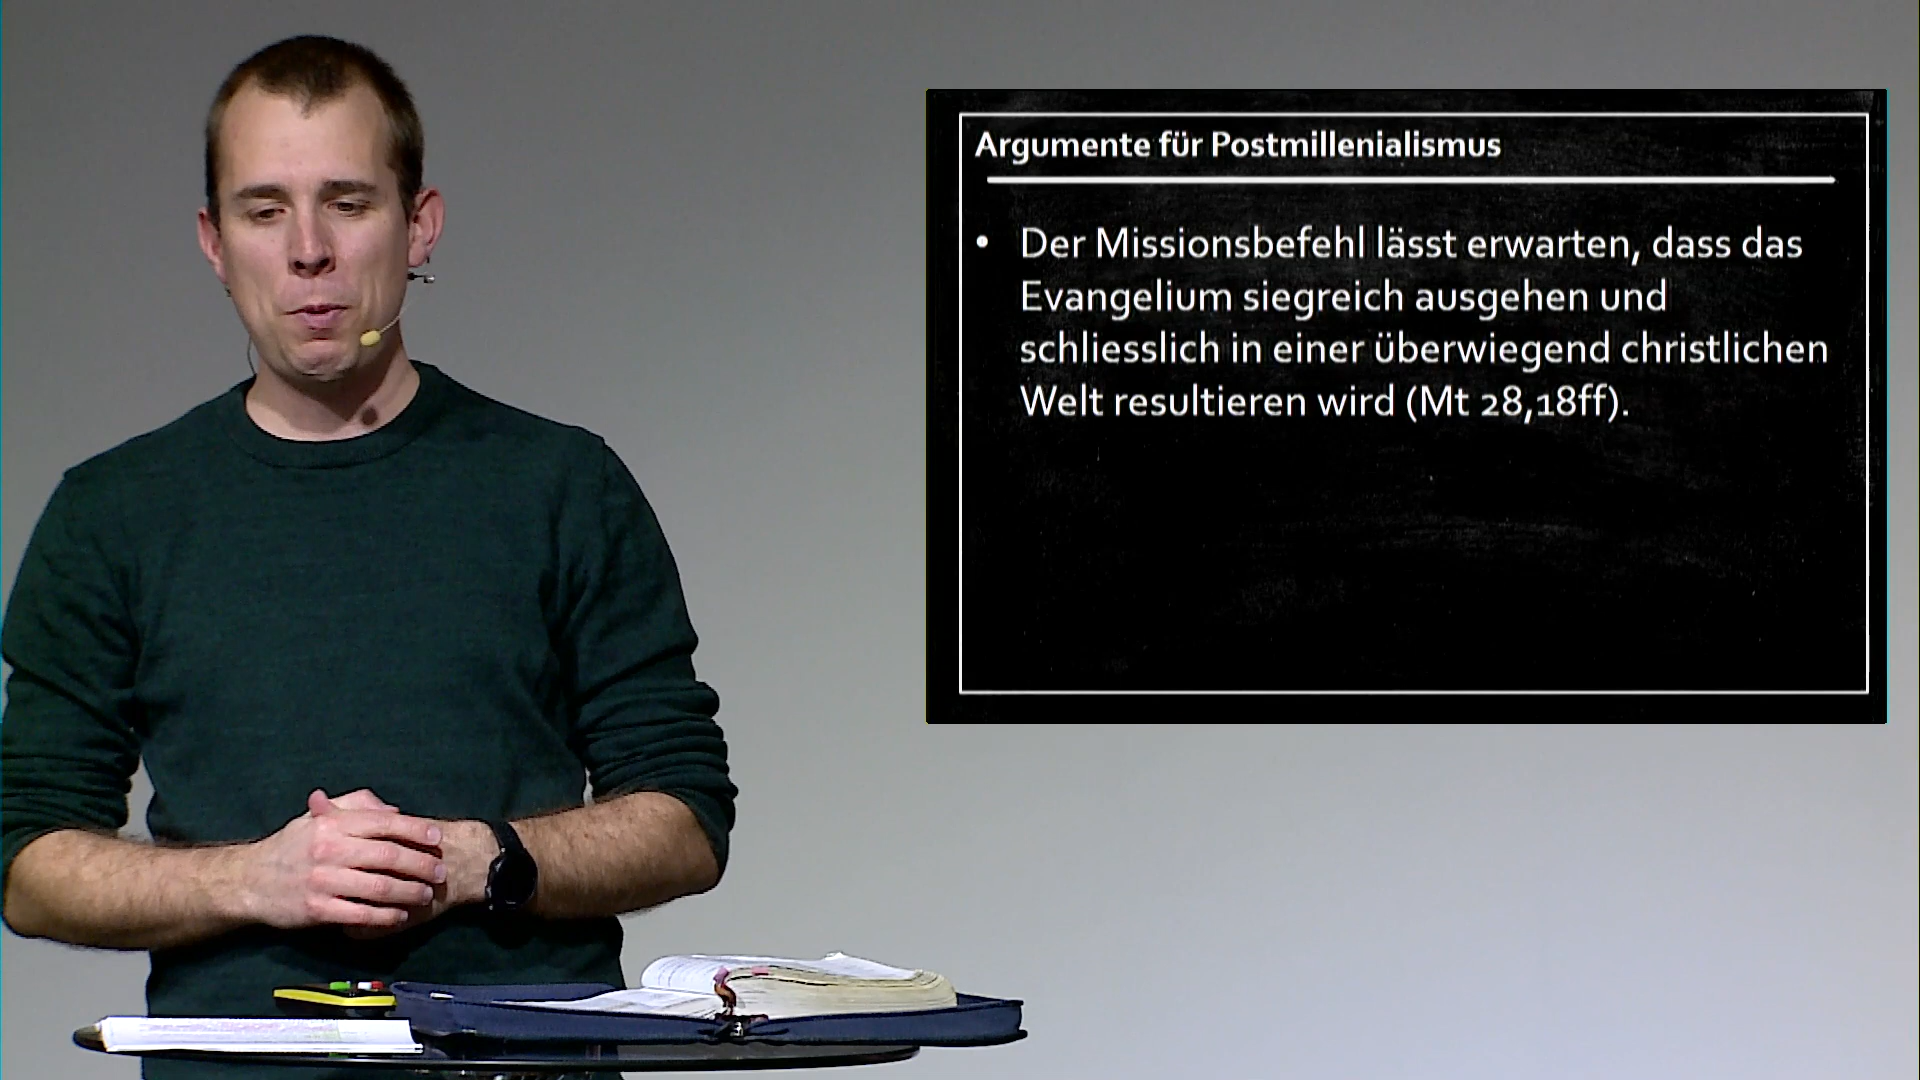 Argumente für Postmillenialismus
• Der Missionsbefehl lässt erwarten, dass das
Evangelium siegreich ausgehen und
schliesslich in einer überwiegend christlichen
Welt resultieren wird (Mt 28,18ff).